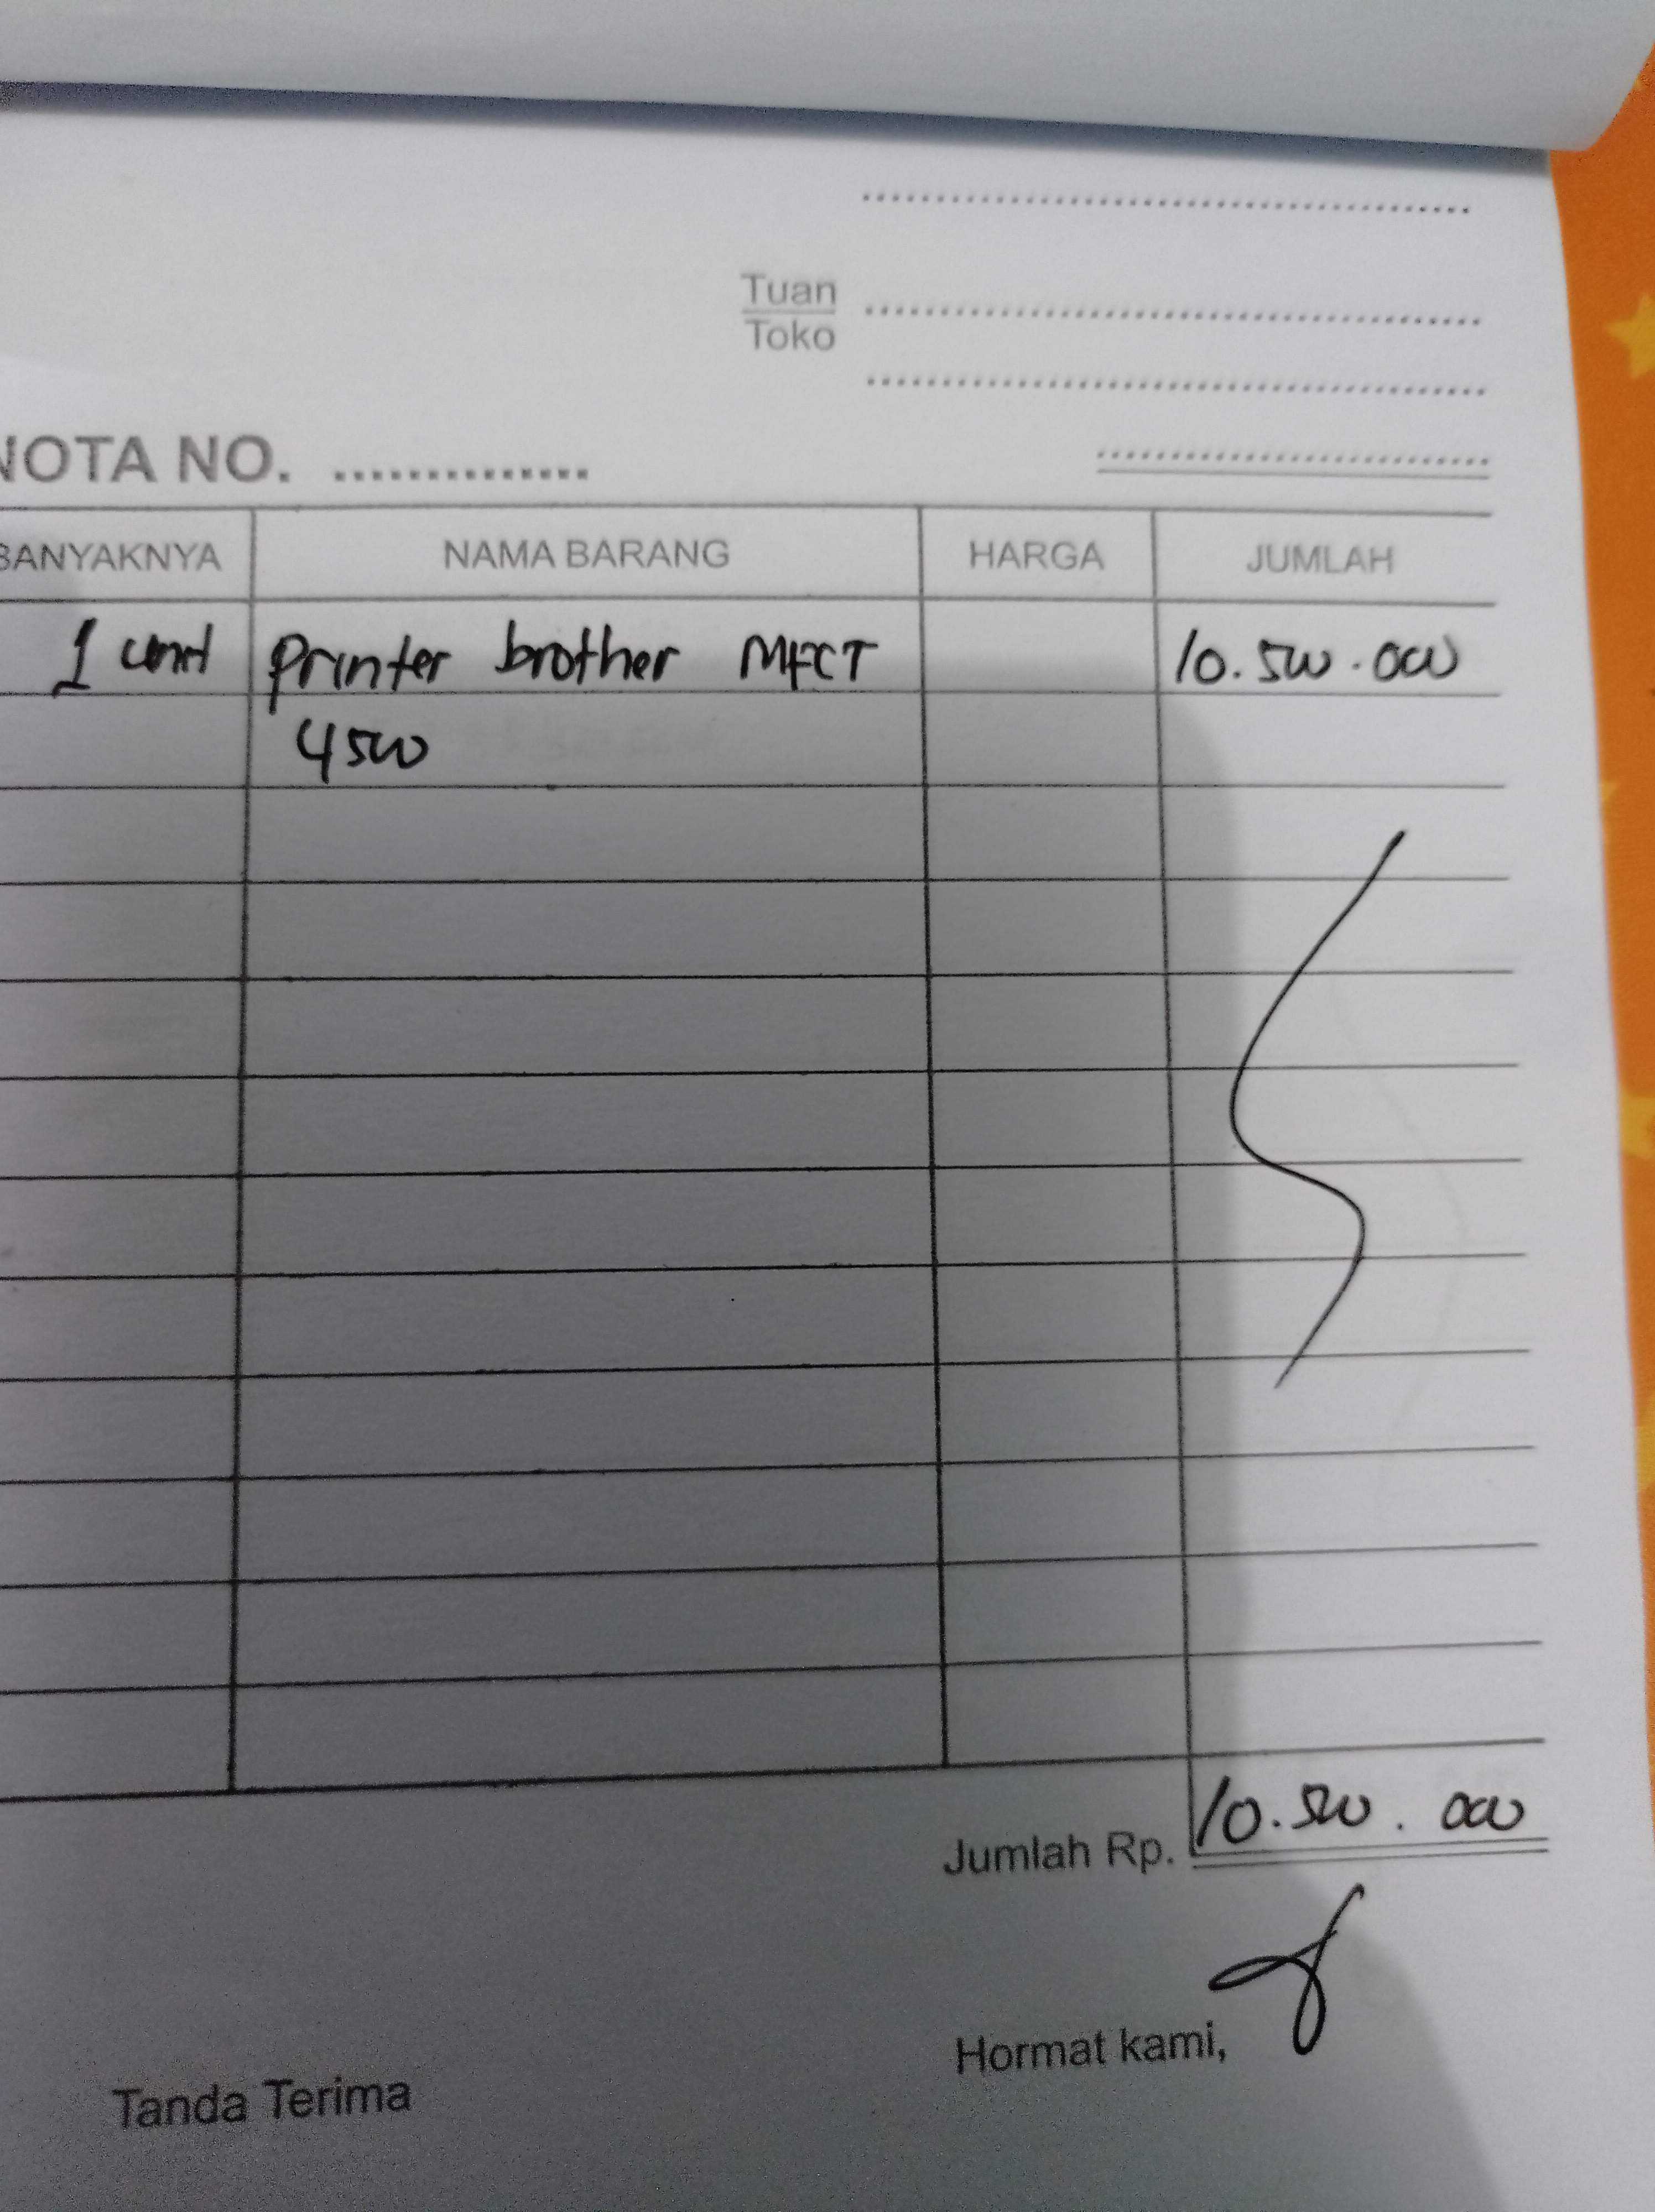 Tuan
Toko
NOTA NO. ..............
BANYAKNYA NAMA BARANG HARGA JUMLAH
1 unit printer brother MFCT 10.500.000
4500
Jumlah Rp. 10.500.000
Hormat kami,
Tanda Terima